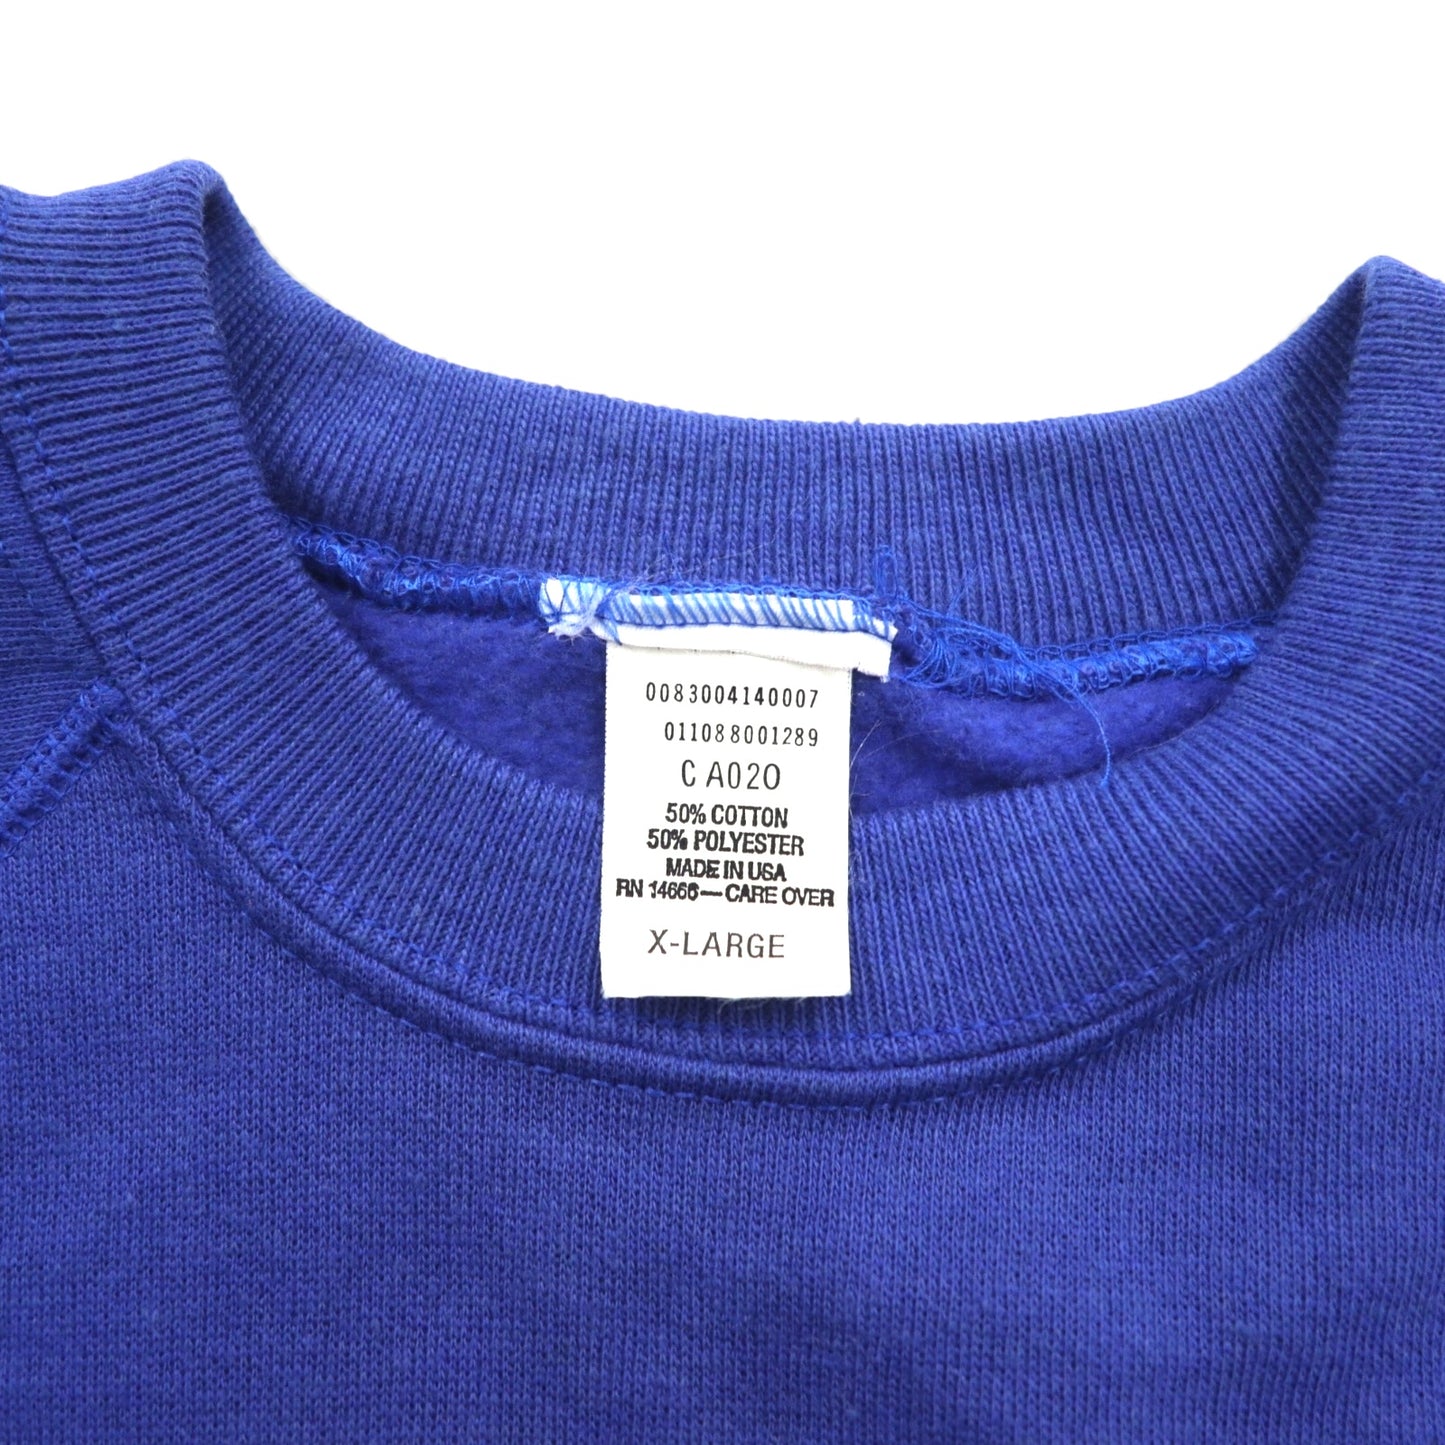 0083004140007
011088001289
C A020
50% COTTON
50% POLYESTER
MADE IN USA
RN 14666—CARE OVER
X-LARGE